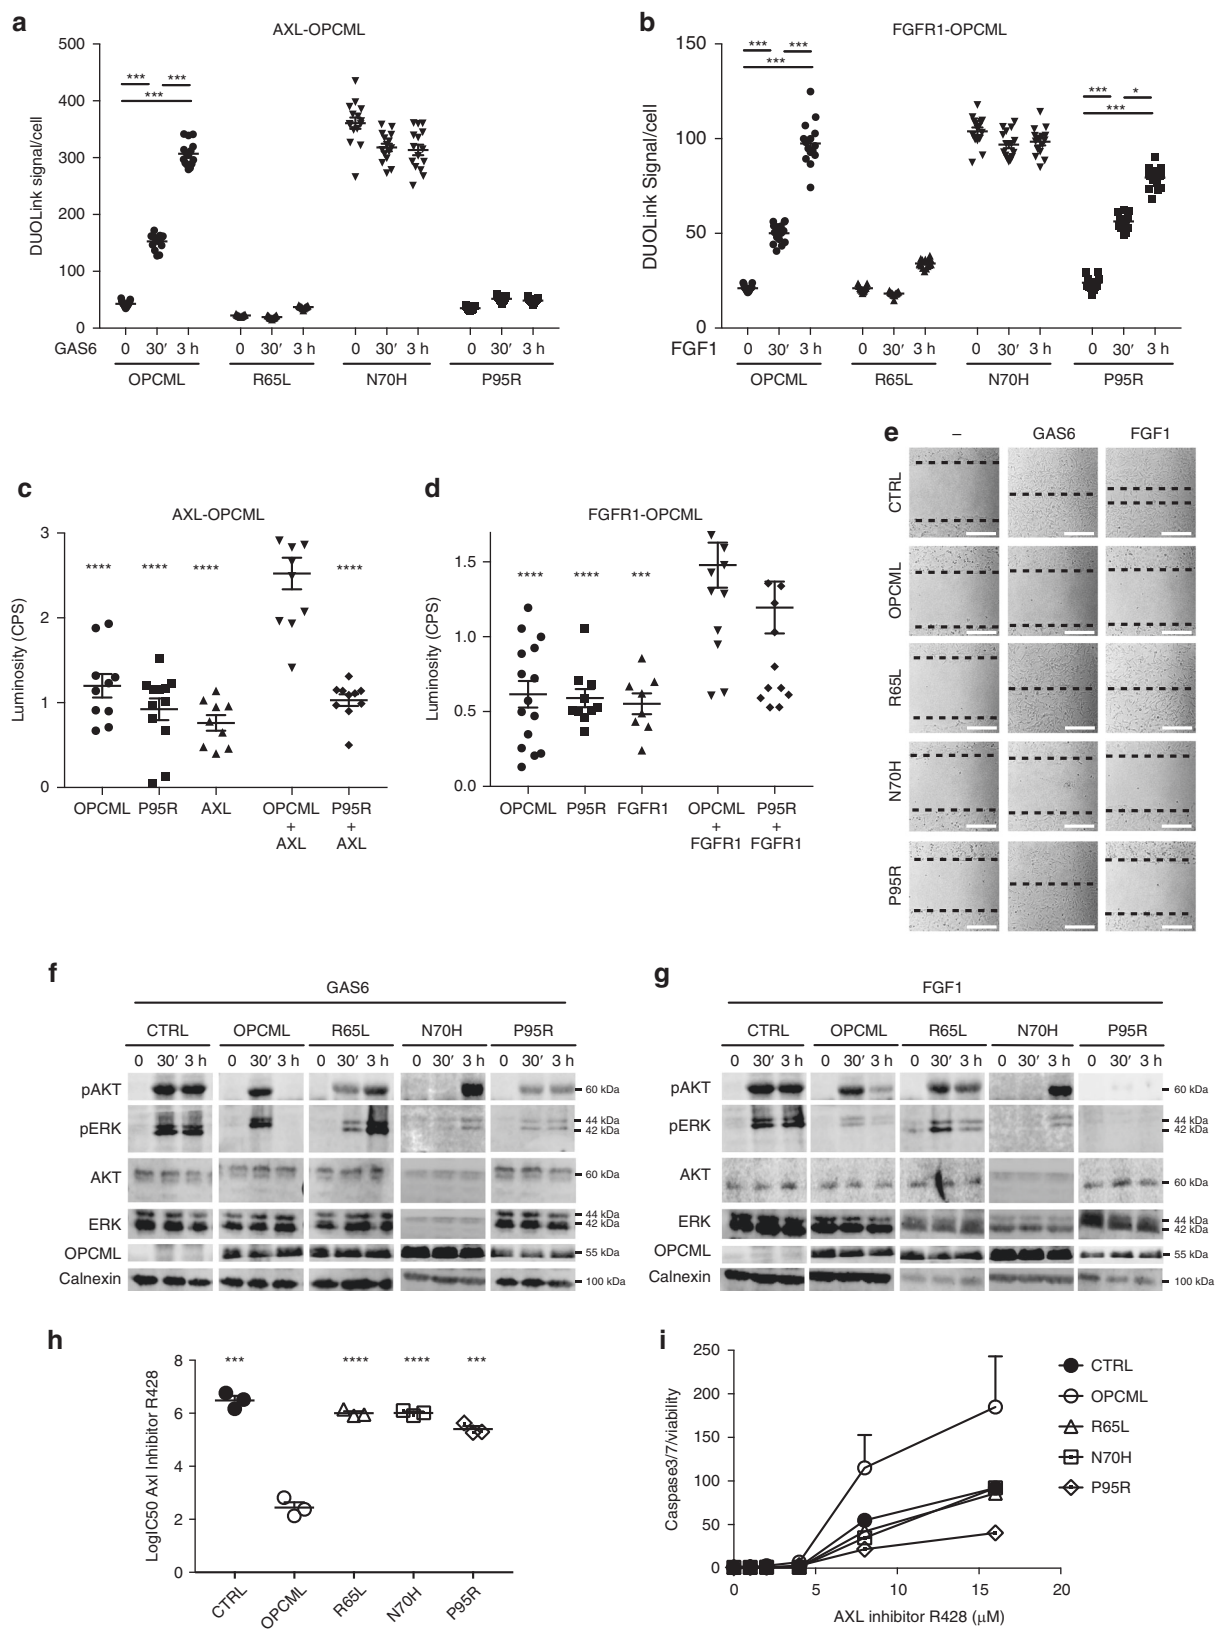 a
AXL-OPCML
DUOLink signal/cell
500
400
300
200
100
0
*** ***
***
GAS6
0 30′ 3 h 0 30′ 3 h 0 30′ 3 h 0 30′ 3 h
OPCML R65L N70H P95R
b
FGFR1-OPCML
DUOLink Signal/cell
150
100
50
0
*** ***
***
*** *
***
FGF1
0 30′ 3 h 0 30′ 3 h 0 30′ 3 h 0 30′ 3 h
OPCML R65L N70H P95R
c
AXL-OPCML
Luminosity (CPS)
3
2
1
0
**** **** **** ****
OPCML P95R AXL OPCML P95R
+ +
AXL AXL
d
FGFR1-OPCML
Luminosity (CPS)
1.5
1.0
0.5
0.0
**** **** ***
OPCML P95R FGFR1 OPCML P95R
+ +
FGFR1 FGFR1
e
– GAS6 FGF1
CTRL
OPCML
R65L
N70H
P95R
f
GAS6
CTRL OPCML R65L N70H P95R
0 30′ 3 h 0 30′ 3 h 0 30′ 3 h 0 30′ 3 h 0 30′ 3 h
pAKT 60 kDa
pERK 44 kDa
42 kDa
AKT 60 kDa
ERK 44 kDa
42 kDa
OPCML 55 kDa
Calnexin 100 kDa
g
FGF1
CTRL OPCML R65L N70H P95R
0 30′ 3 h 0 30′ 3 h 0 30′ 3 h 0 30′ 3 h 0 30′ 3 h
pAKT 60 kDa
pERK 44 kDa
42 kDa
AKT 60 kDa
ERK 44 kDa
42 kDa
OPCML 55 kDa
Calnexin 100 kDa
h
LogIC50 Axl Inhibitor R428
8
6
4
2
0
*** **** **** ***
CTRL OPCML R65L N70H P95R
i
Caspase3/7/viability
250
200
150
100
50
0
0 5 10 15 20
AXL inhibitor R428 (μM)
CTRL
OPCML
R65L
N70H
P95R